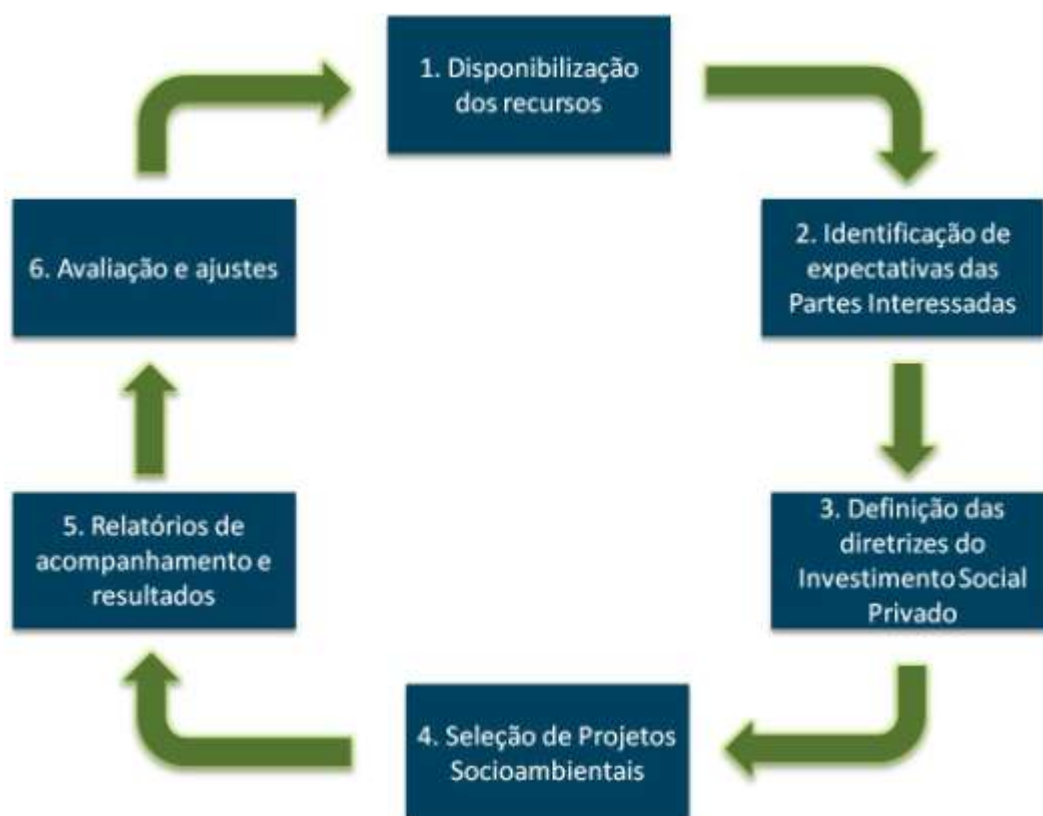 1. Disponibilização
dos recursos
2. Identificação de
expectativas das
Partes Interessadas
3. Definição das
diretrizes do
Investimento Social
Privado
4. Seleção de Projetos
Socioambientais
5. Relatórios de
acompanhamento e
resultados
6. Avaliação e ajustes